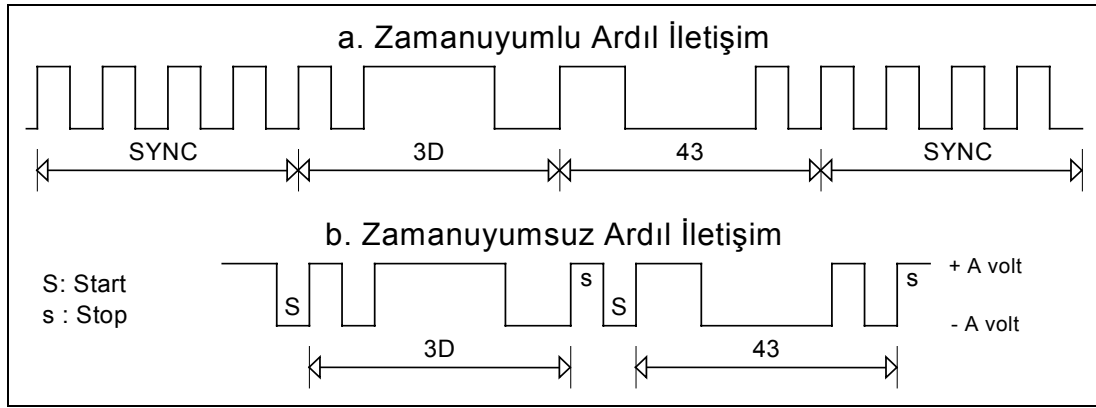 a. Zamanuyumlu Ardıl İletişim
SYNC 3D 43 SYNC
b. Zamanuyumsuz Ardıl İletişim
S: Start
s : Stop
S s S s
+ A volt
- A volt
3D 43